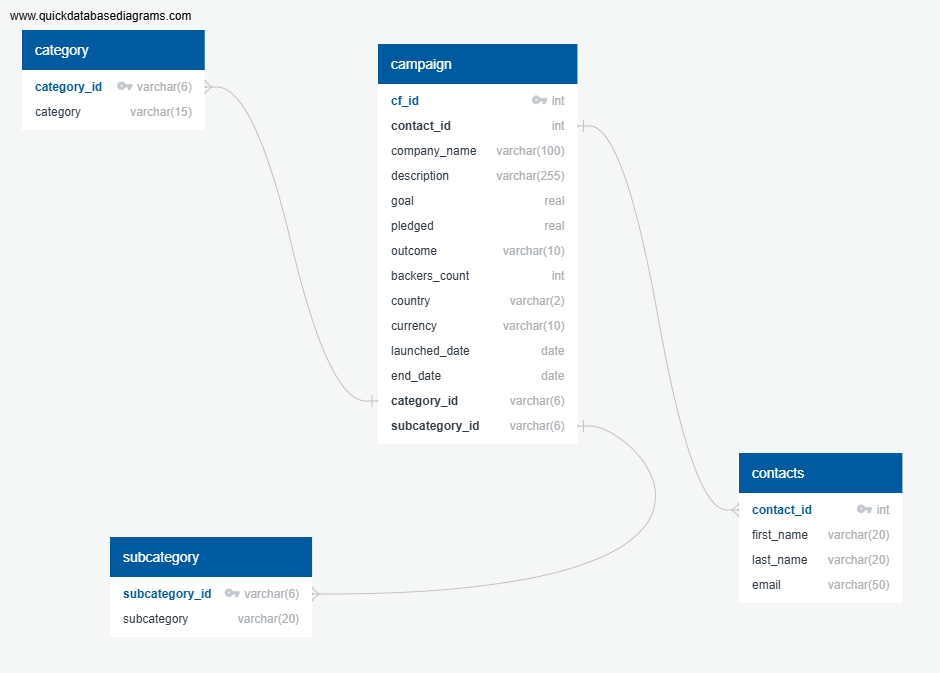 www.quickdatabasediagrams.com
category
category_id varchar(6)
category varchar(15)
campaign
cf_id int
contact_id int
company_name varchar(100)
description varchar(255)
goal real
pledged real
outcome varchar(10)
backers_count int
country varchar(2)
currency varchar(10)
launched_date date
end_date date
category_id varchar(6)
subcategory_id varchar(6)
contacts
contact_id int
first_name varchar(20)
last_name varchar(20)
email varchar(50)
subcategory
subcategory_id varchar(6)
subcategory varchar(20)